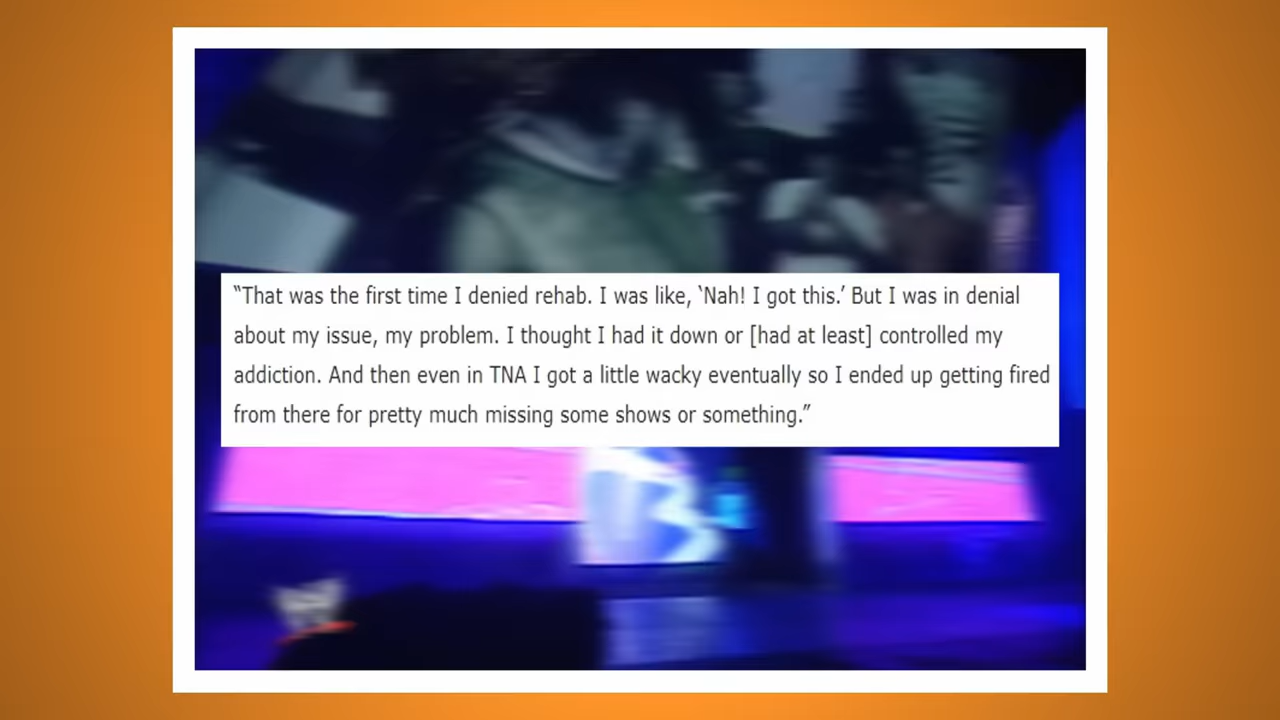 “That was the first time I denied rehab. I was like, ‘Nah! I got this.’ But I was in denial
about my issue, my problem. I thought I had it down or [had at least] controlled my
addiction. And then even in TNA I got a little wacky eventually so I ended up getting fired
from there for pretty much missing some shows or something.”